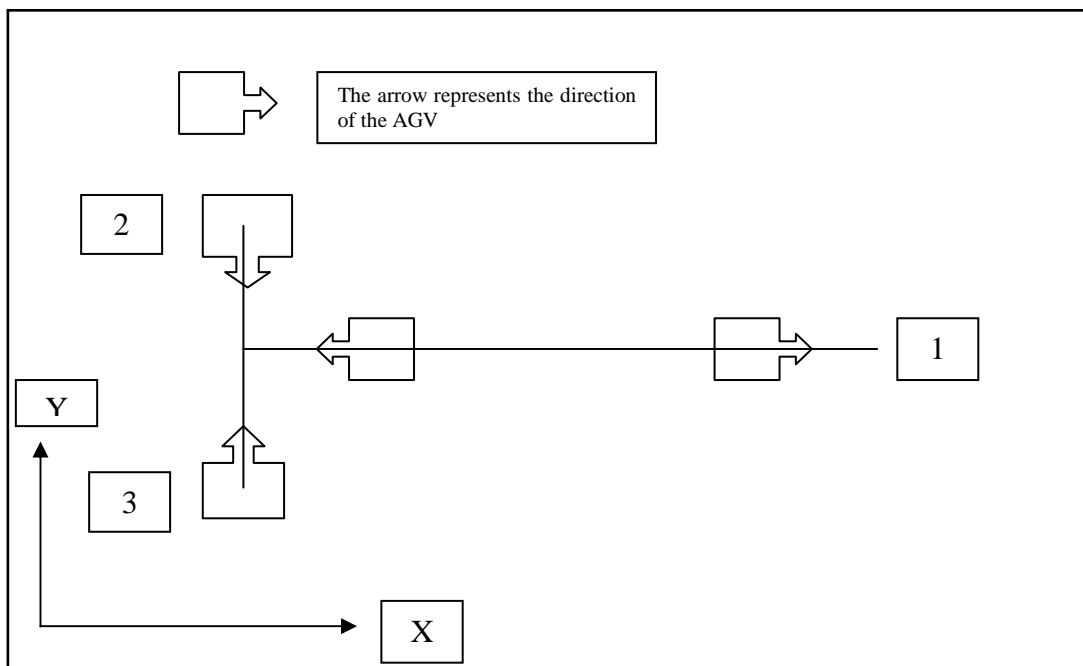 The arrow represents the direction
of the AGV
2
1
Y
3
X